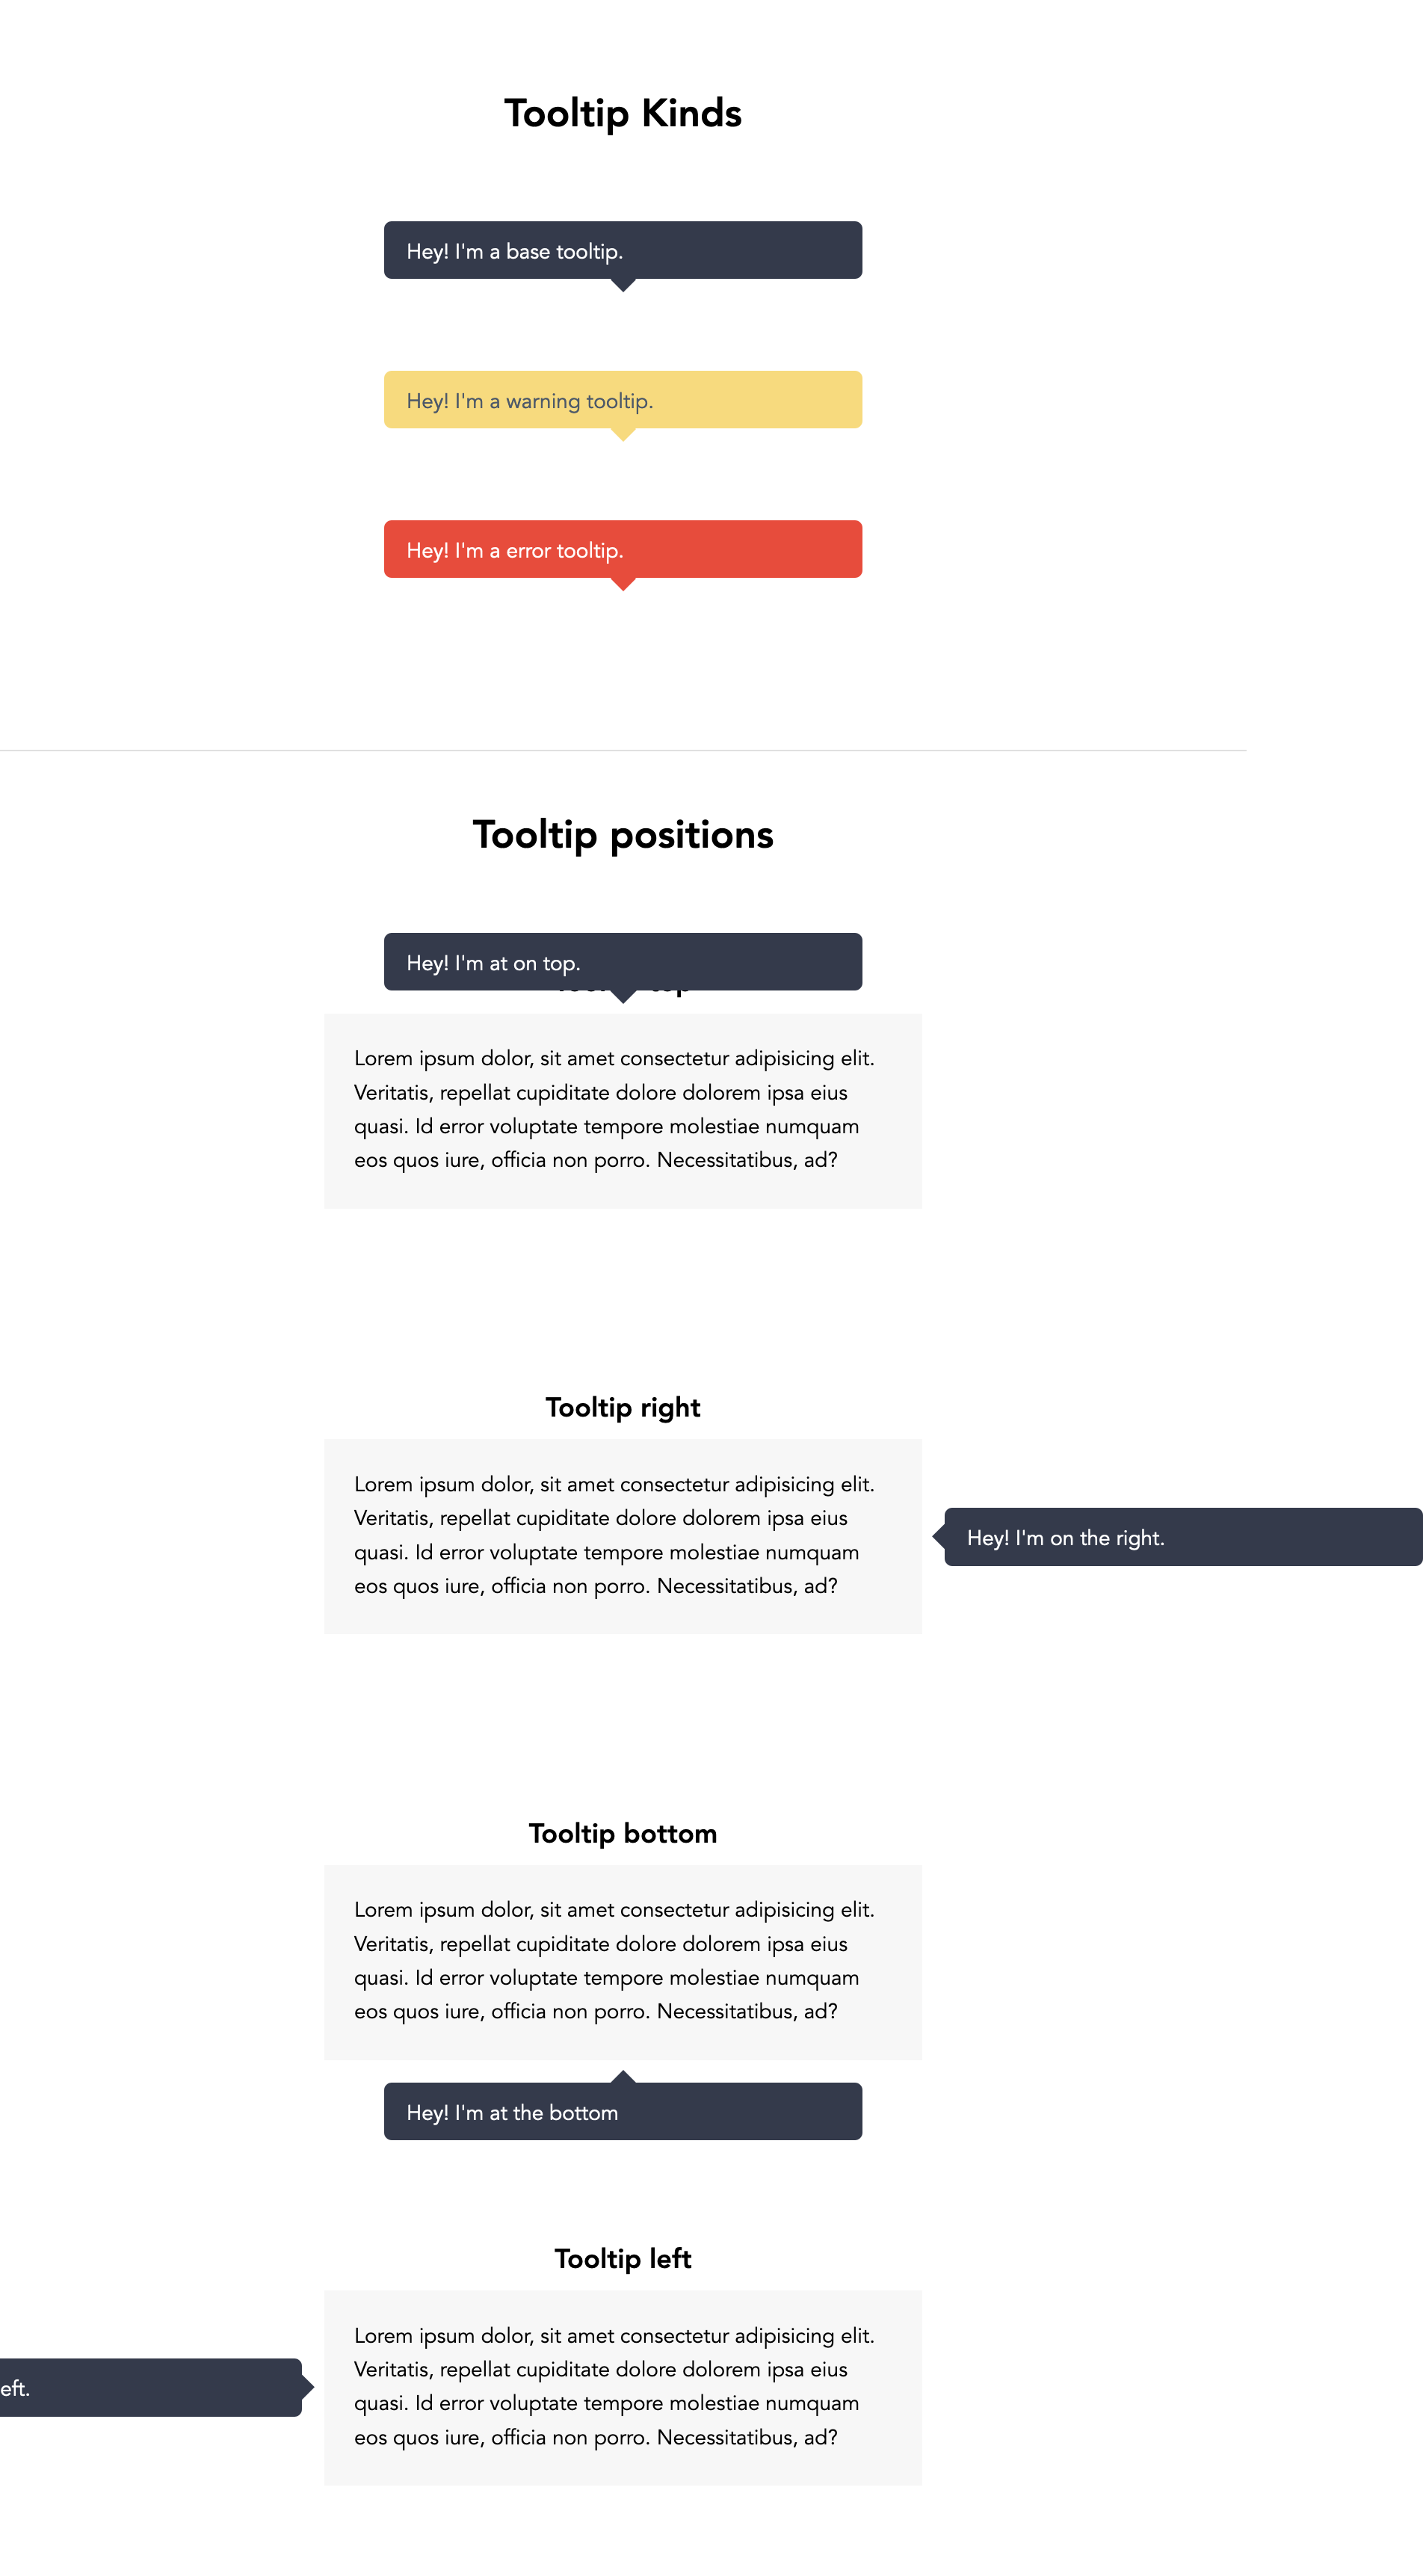 Tooltip Kinds
Hey! I'm a base tooltip.
Hey! I'm a warning tooltip.
Hey! I'm a error tooltip.
Tooltip positions
Hey! I'm at on top.
Lorem ipsum dolor, sit amet consectetur adipisicing elit.
Veritatis, repellat cupiditate dolore dolorem ipsa eius
quasi. Id error voluptate tempore molestiae numquam
eos quos iure, officia non porro. Necessitatibus, ad?
Tooltip right
Lorem ipsum dolor, sit amet consectetur adipisicing elit.
Veritatis, repellat cupiditate dolore dolorem ipsa eius
quasi. Id error voluptate tempore molestiae numquam
eos quos iure, officia non porro. Necessitatibus, ad?
Hey! I'm on the right.
Tooltip bottom
Lorem ipsum dolor, sit amet consectetur adipisicing elit.
Veritatis, repellat cupiditate dolore dolorem ipsa eius
quasi. Id error voluptate tempore molestiae numquam
eos quos iure, officia non porro. Necessitatibus, ad?
Hey! I'm at the bottom
Tooltip left
Lorem ipsum dolor, sit amet consectetur adipisicing elit.
Veritatis, repellat cupiditate dolore dolorem ipsa eius
quasi. Id error voluptate tempore molestiae numquam
eos quos iure, officia non porro. Necessitatibus, ad?
eft.